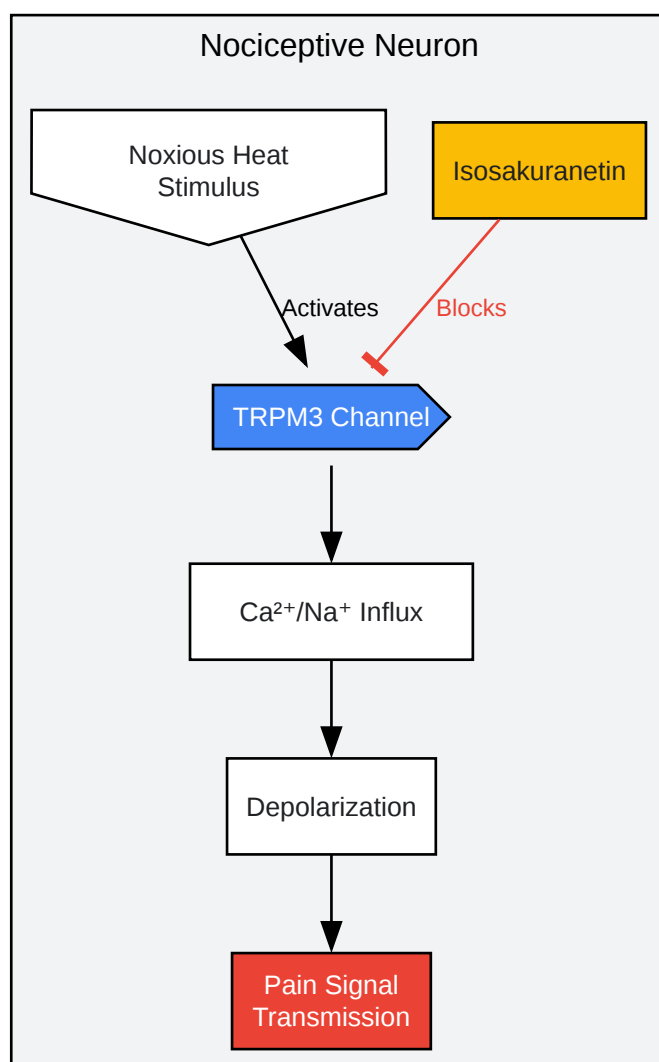 Nociceptive Neuron
Noxious Heat
Stimulus
Isosakuranetin
Activates
Blocks
TRPM3 Channel
Ca²⁺/Na⁺ Influx
Depolarization
Pain Signal
Transmission